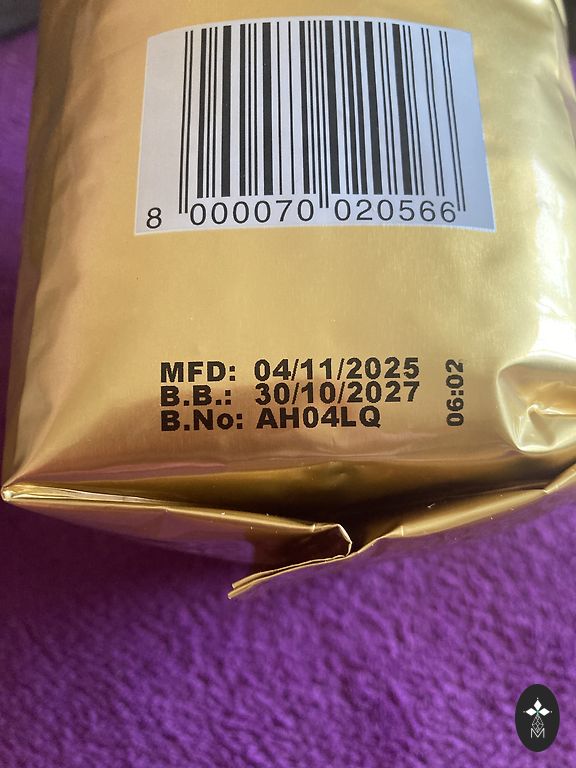 8 000070 020566
MFD: 04/11/2025
B.B.: 30/10/2027
B.No: AH04LQ
06:02
M